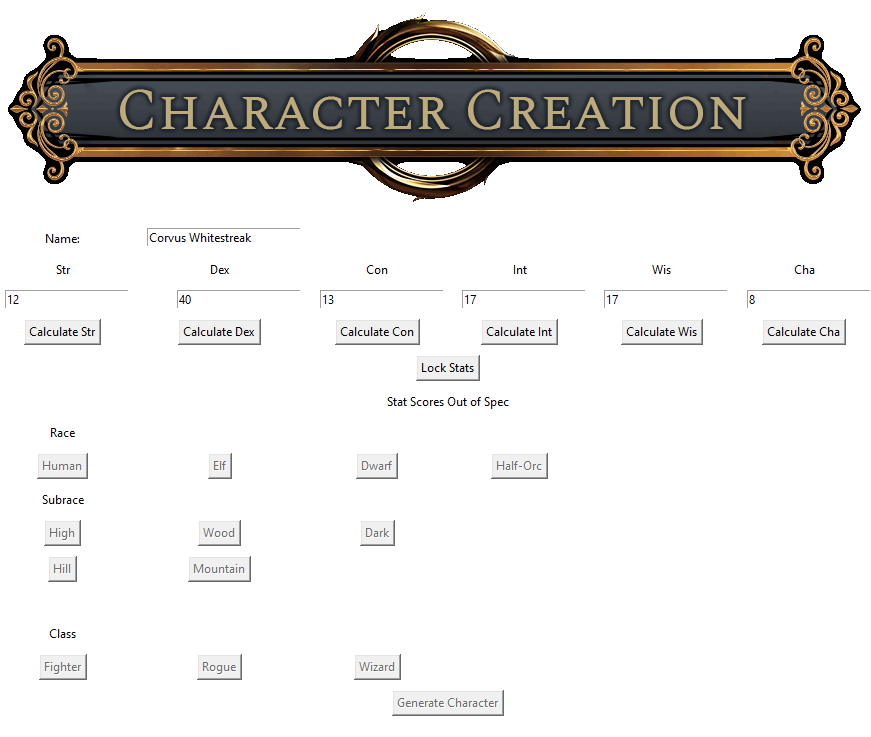 Character Creation
Name: Corvus Whitestreak
Str Dex Con Int Wis Cha
12 40 13 17 17 8
Calculate Str Calculate Dex Calculate Con Calculate Int Calculate Wis Calculate Cha
Lock Stats
Stat Scores Out of Spec
Race
Human Elf Dwarf Half-Orc
Subrace
High Wood Dark
Hill Mountain
Class
Fighter Rogue Wizard
Generate Character